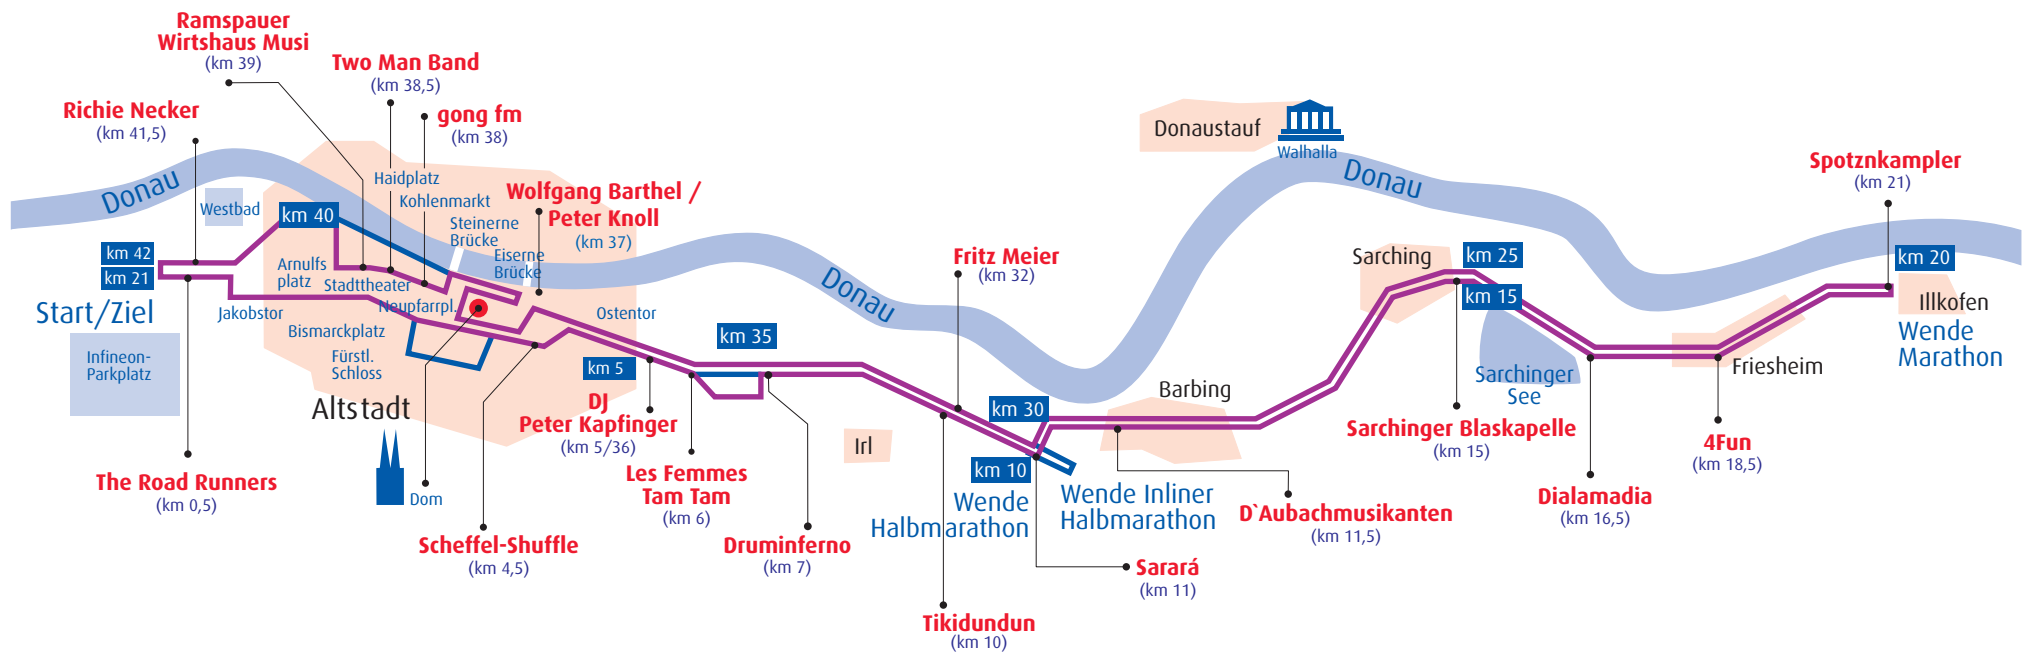 Ramspauer
Wirtshaus Musi
(km 39)
Two Man Band
(km 38,5)
Richie Necker
(km 41,5)
gong fm
(km 38)
Donau
Westbad
Haidplatz
Kohlenmarkt
Wolfgang Barthel /
Peter Knoll
(km 37)
km 40
Steinerne
Brücke
Eiserne
Brücke
km 42
km 21
Start/Ziel
Arnulfs
platz
Stadttheater
Neupfarrpl.
Jakobstor
Bismarckplatz
Fürstl.
Schloss
Ostentor
Infineon-
Parkplatz
Altstadt
Dom
The Road Runners
(km 0,5)
Scheffel-Shuffle
(km 4,5)
km 5
DJ
Peter Kapfinger
(km 5/36)
Les Femmes
Tam Tam
(km 6)
km 35
Druminferno
(km 7)
Donau
Irl
Fritz Meier
(km 32)
km 30
km 10
Wende
Halbmarathon
Wende Inliner
Halbmarathon
Tikidundun
(km 10)
Sarará
(km 11)
Barbing
D`Aubachmusikanten
(km 11,5)
Donaustauf
Walhalla
Donau
Sarching
km 25
km 15
Sarchinger
See
Sarchinger Blaskapelle
(km 15)
Dialamadia
(km 16,5)
4Fun
(km 18,5)
Friesheim
Spotznkampler
(km 21)
km 20
Illkofen
Wende
Marathon